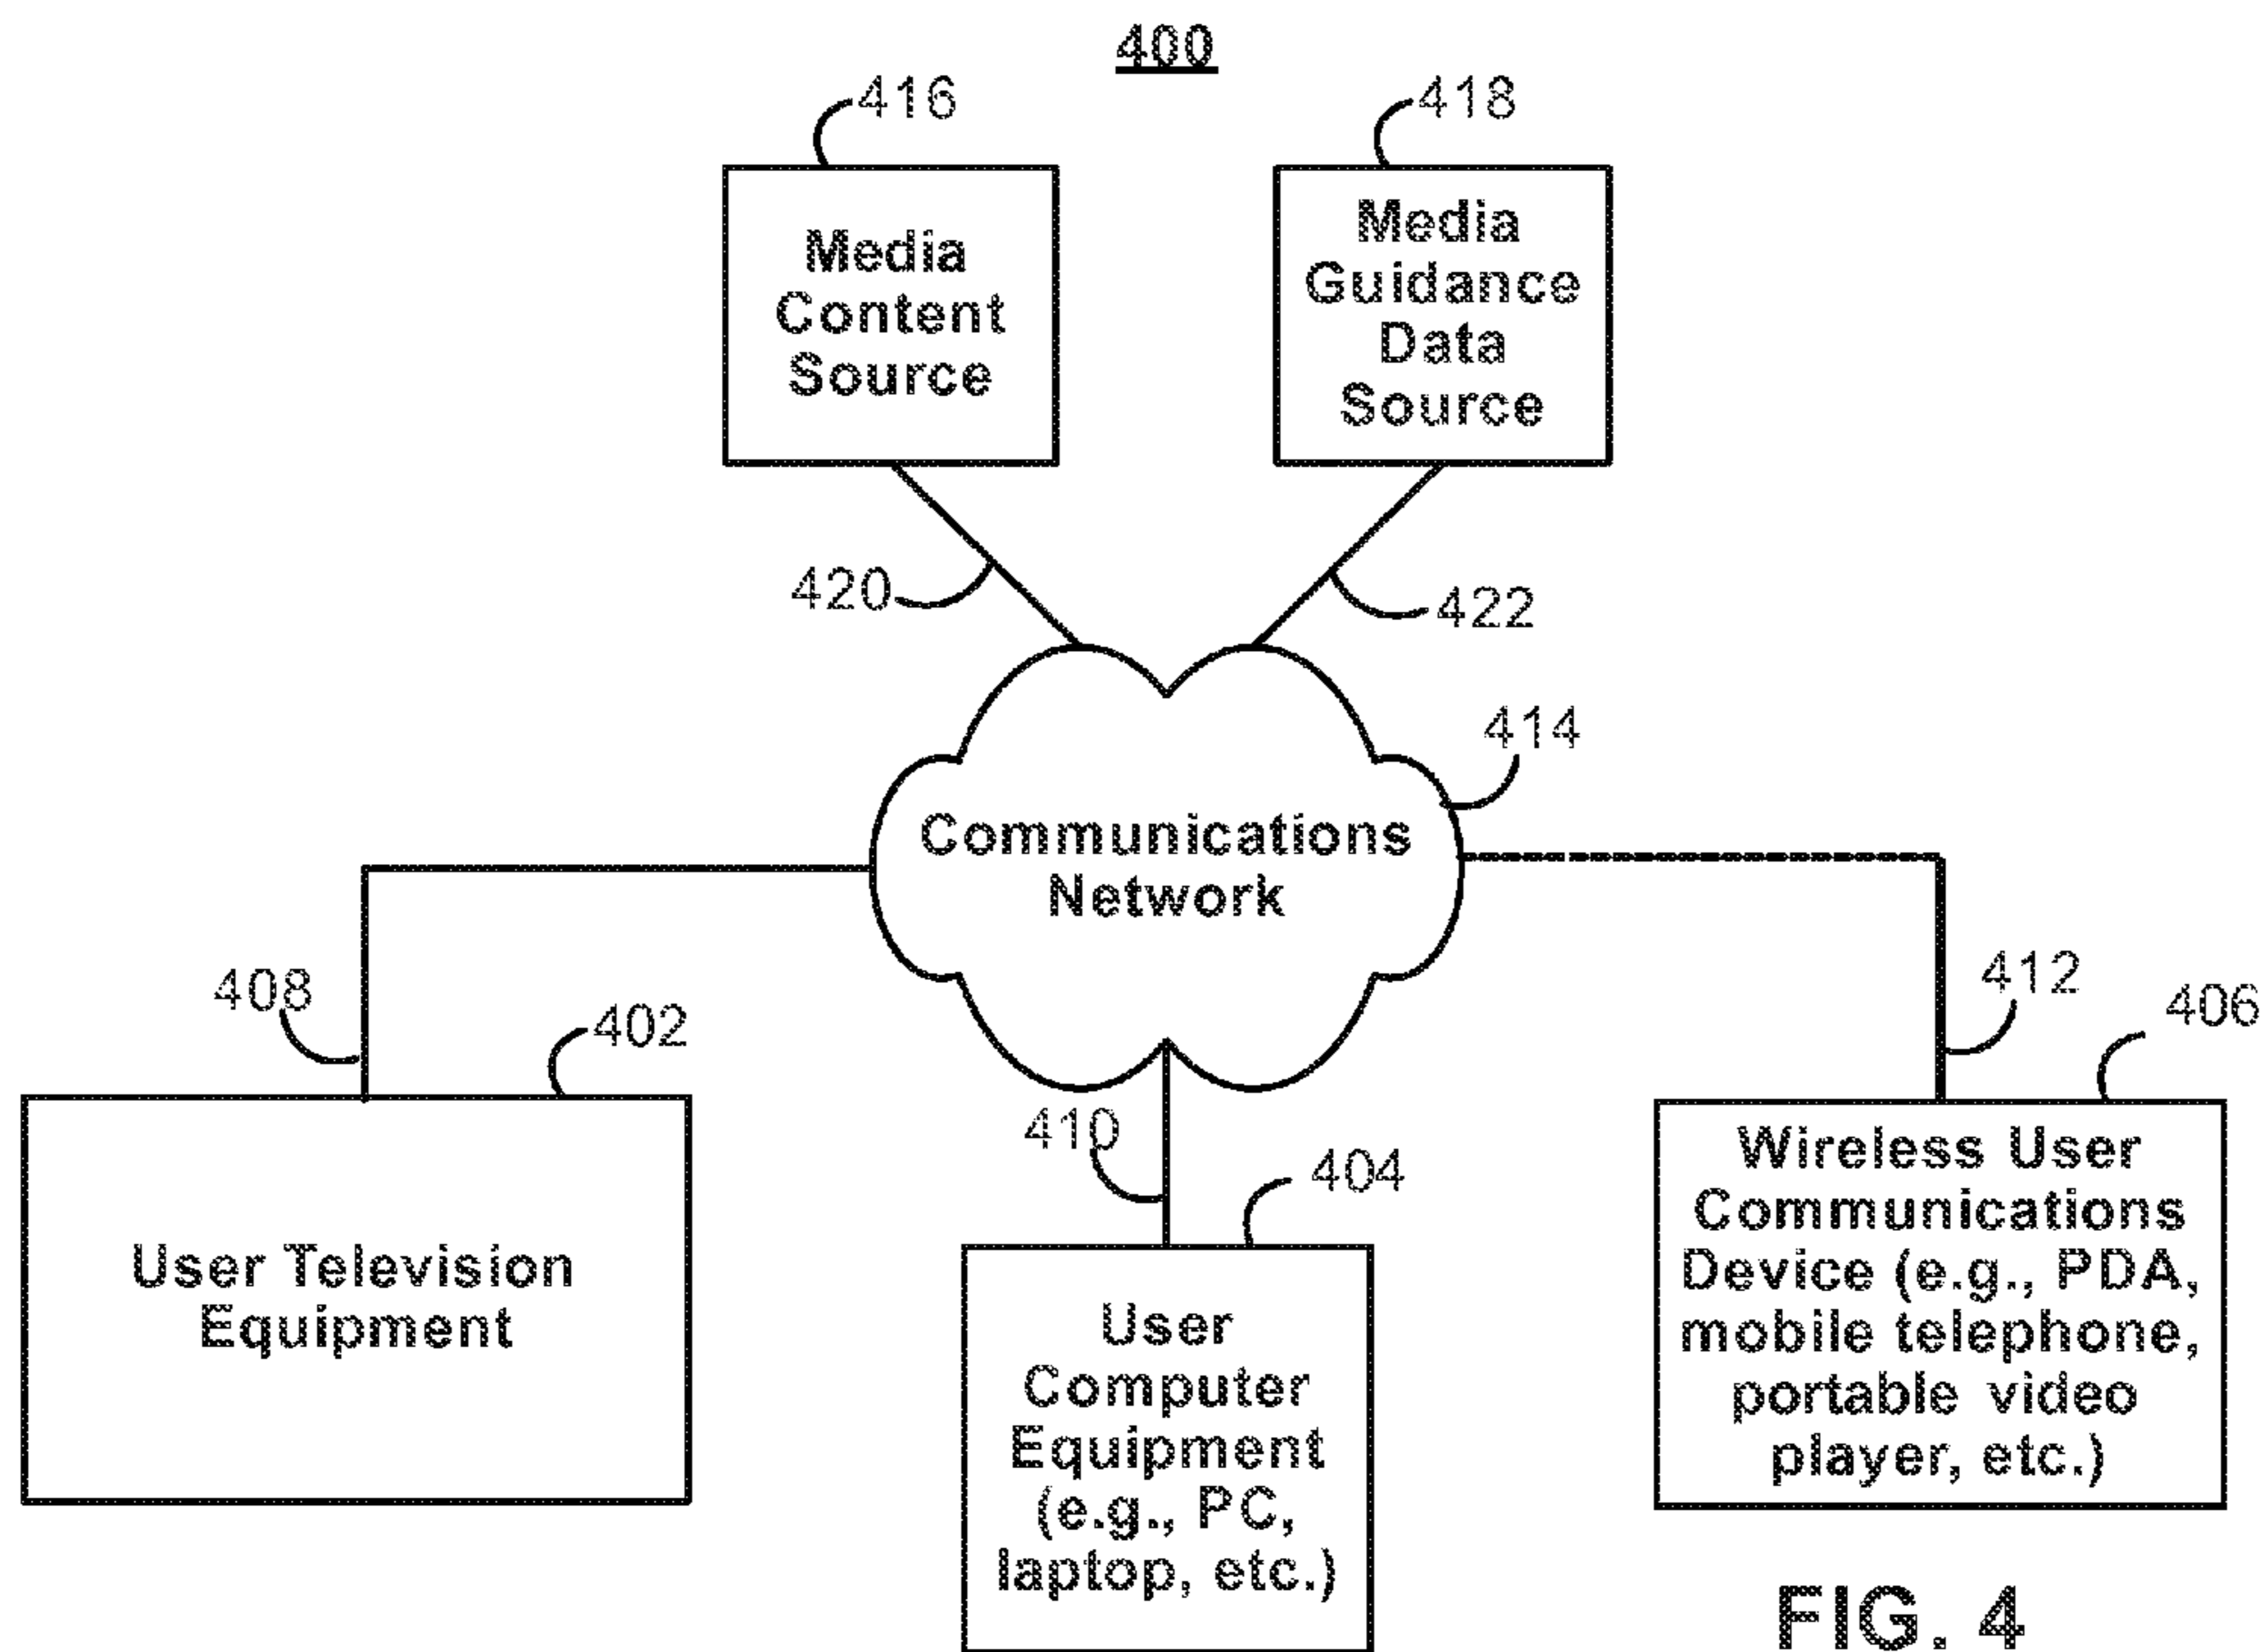 400
416
418
Media
Content
Source
Media
Guidance
Data
Source
420
422
414
Communications
Network
408
402
412
406
410
404
User Television
Equipment
User
Computer
Equipment
(e.g., PC,
laptop, etc.)
Wireless User
Communications
Device (e.g., PDA,
mobile telephone,
portable video
player, etc.)
FIG. 4